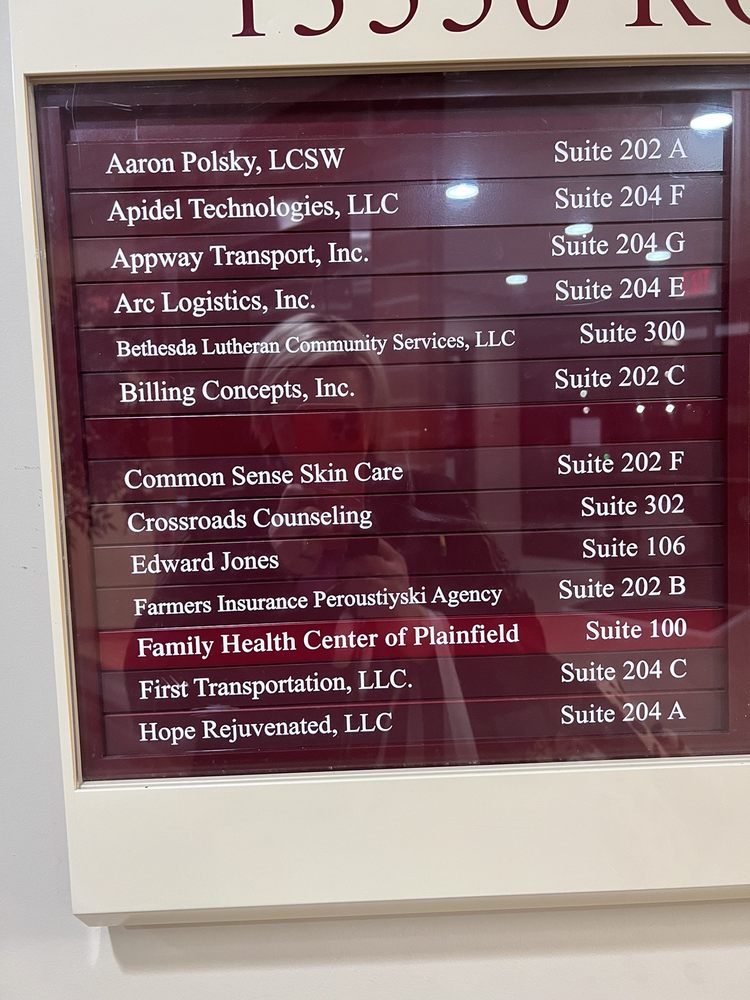 Aaron Polsky, LCSW Suite 202 A
Apidel Technologies, LLC Suite 204 F
Appway Transport, Inc. Suite 204 G
Arc Logistics, Inc. Suite 204 E
Bethesda Lutheran Community Services, LLC Suite 300
Billing Concepts, Inc. Suite 202 C
Common Sense Skin Care Suite 202 F
Crossroads Counseling Suite 302
Edward Jones Suite 106
Farmers Insurance Peroustiyski Agency Suite 202 B
Family Health Center of Plainfield Suite 100
First Transportation, LLC. Suite 204 C
Hope Rejuvenated, LLC Suite 204 A